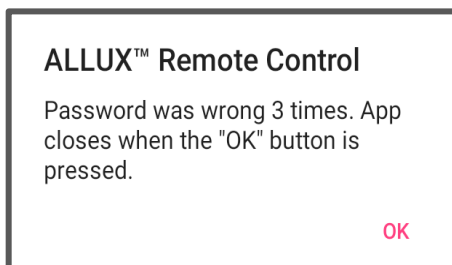 ALLUX™ Remote Control
Password was wrong 3 times. App
closes when the "OK" button is
pressed.
OK